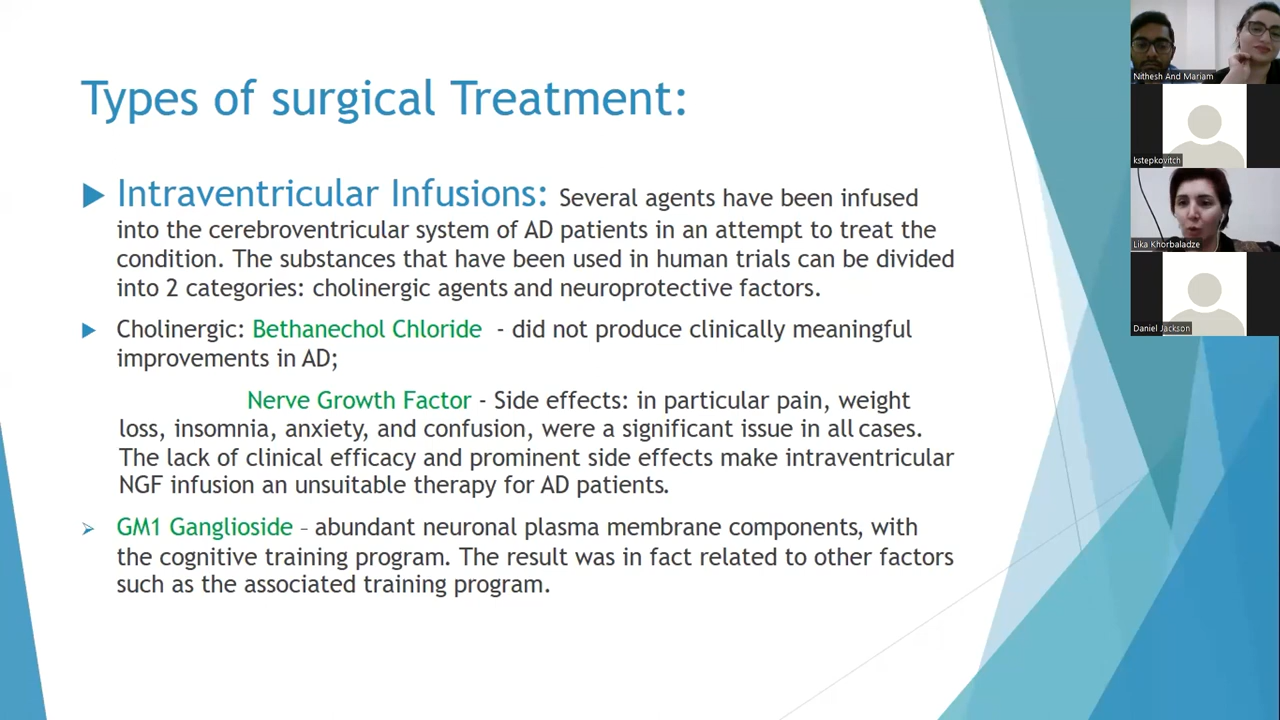 Types of surgical Treatment:
Intraventricular Infusions: Several agents have been infused
into the cerebroventricular system of AD patients in an attempt to treat the
condition. The substances that have been used in human trials can be divided
into 2 categories: cholinergic agents and neuroprotective factors.
Cholinergic: Bethanechol Chloride - did not produce clinically meaningful
improvements in AD;
Nerve Growth Factor - Side effects: in particular pain, weight
loss, insomnia, anxiety, and confusion, were a significant issue in all cases.
The lack of clinical efficacy and prominent side effects make intraventricular
NGF infusion an unsuitable therapy for AD patients.
GM1 Ganglioside – abundant neuronal plasma membrane components, with
the cognitive training program. The result was in fact related to other factors
such as the associated training program.
Nithesh And Mariam
kstepkovitch
Lika Khorbaladze
Daniel Jackson